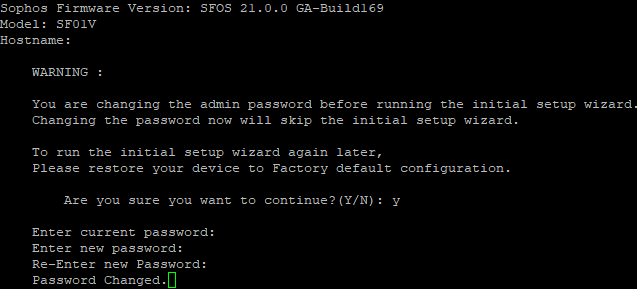 Sophos Firmware Version: SFOS 21.0.0 GA-Build169
Model: SF01V
Hostname:
WARNING :
You are changing the admin password before running the initial setup wizard.
Changing the password now will skip the initial setup wizard.
To run the initial setup wizard again later,
Please restore your device to Factory default configuration.
Are you sure you want to continue?(Y/N): y
Enter current password:
Enter new password:
Re-Enter new Password:
Password Changed.